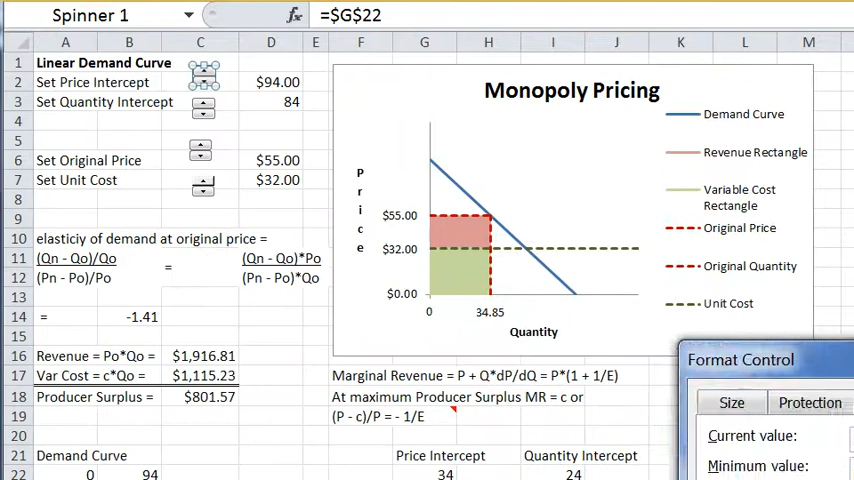 Spinner 1 fx =$G$22
A B C D E F G H I J K L M
1 Linear Demand Curve
2 Set Price Intercept $94.00
3 Set Quantity Intercept 84
4
5
6 Set Original Price $55.00
7 Set Unit Cost $32.00
8
9
10 elasticiy of demand at original price =
11 (Qn - Qo)/Qo = (Qn - Qo)*Po
12 (Pn - Po)/Po (Pn - Po)*Qo
13
14 = -1.41
15
16 Revenue = Po*Qo = $1,916.81
17 Var Cost = c*Qo = $1,115.23
18 Producer Surplus = $801.57
19
20
21 Demand Curve
22 0 94
Monopoly Pricing
Price
$55.00
$32.00
$0.00
0 34.85
Quantity
Demand Curve
Revenue Rectangle
Variable Cost
Rectangle
Original Price
Original Quantity
Unit Cost
Marginal Revenue = P + Q*dP/dQ = P*(1 + 1/E)
At maximum Producer Surplus MR = c or
(P - c)/P = - 1/E
Price Intercept Quantity Intercept
34 24
Format Control
Size Protection
Current value:
Minimum value: